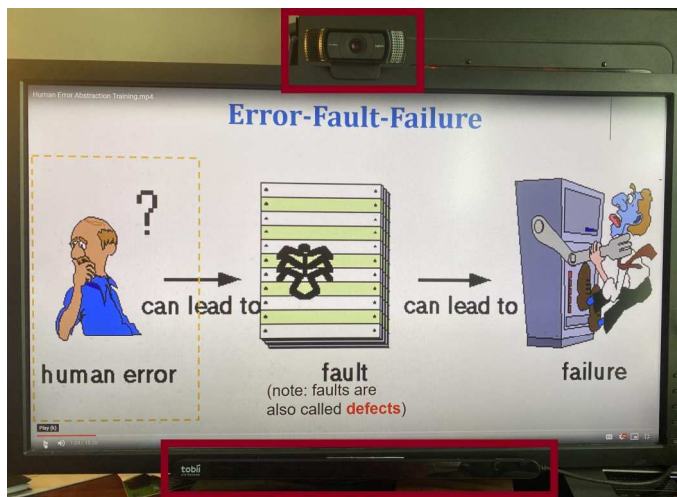 Human Error Abstraction Training.mp4
Error-Fault-Failure
?
can lead to
can lead to
human error
fault
failure
(note: faults are
also called defects)
Play (k)
tobii